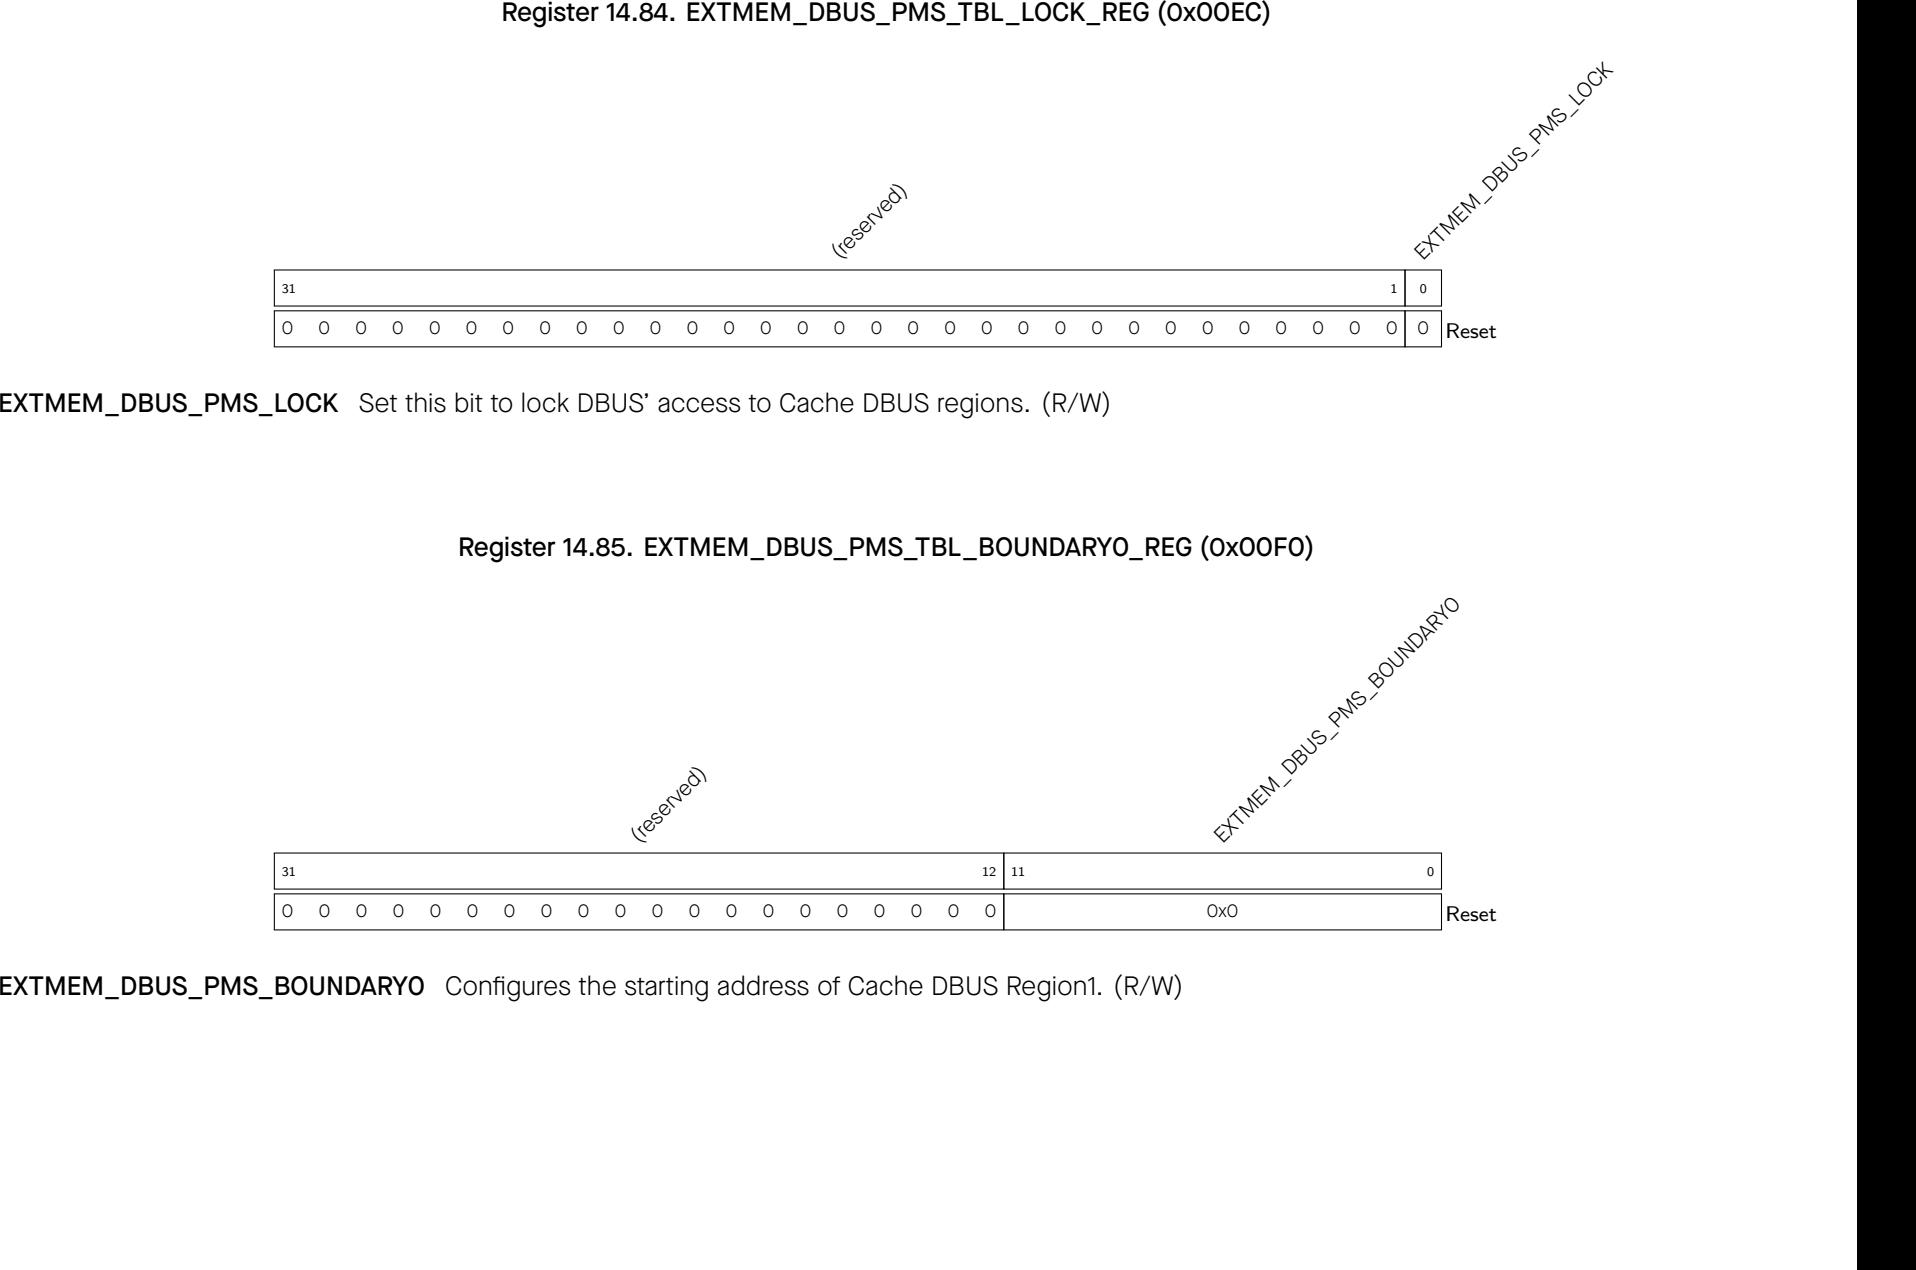 Register 14.84. EXTMEM_DBUS_PMS_TBL_LOCK_REG (0x00EC)
(reserved)
EXTMEM_DBUS_PMS_LOCK
31 1 0
0 0 0 0 0 0 0 0 0 0 0 0 0 0 0 0 0 0 0 0 0 0 0 0 0 0 0 0 0 0 0 0 Reset
EXTMEM_DBUS_PMS_LOCK Set this bit to lock DBUS’ access to Cache DBUS regions. (R/W)
Register 14.85. EXTMEM_DBUS_PMS_TBL_BOUNDARY0_REG (0x00F0)
(reserved)
EXTMEM_DBUS_PMS_BOUNDARY0
31 12 11 0
0 0 0 0 0 0 0 0 0 0 0 0 0 0 0 0 0 0 0 0 0x0 Reset
EXTMEM_DBUS_PMS_BOUNDARY0 Configures the starting address of Cache DBUS Region1. (R/W)